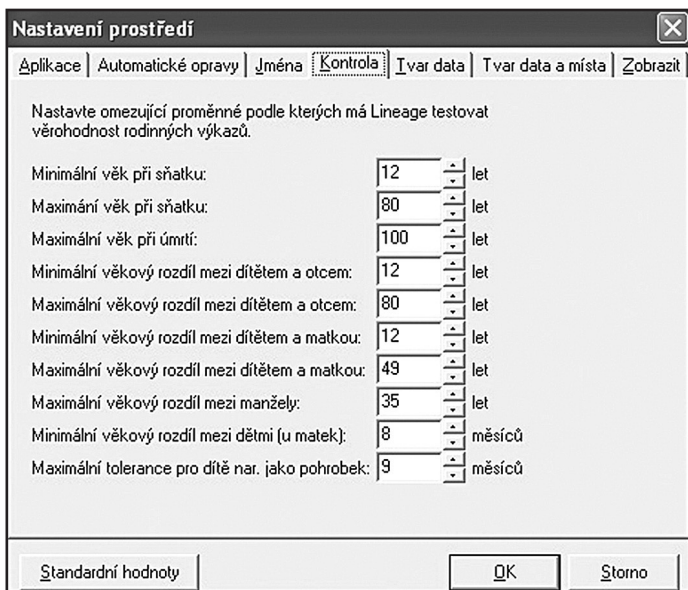 Nastavení prostředí
Aplikace Automatické opravy Jména Kontrola Tvar data Tvar data a místa Zobrazit
Nastavte omezující proměnné podle kterých má Lineage testovat
věrohodnost rodinných výkazů.
Minimální věk při sňatku: 12 let
Maximání věk při sňatku: 80 let
Maximální věk při úmrtí: 100 let
Minimální věkový rozdíl mezi dítětem a otcem: 12 let
Maximální věkový rozdíl mezi dítětem a otcem: 80 let
Minimální věkový rozdíl mezi dítětem a matkou: 12 let
Maximální věkový rozdíl mezi dítětem a matkou: 49 let
Maximální věkový rozdíl mezi manžely: 35 let
Minimální věkový rozdíl mezi dětmi (u matek): 8 měsíců
Maximální tolerance pro dítě nar. jako pohrobek: 9 měsíců
Standardní hodnoty OK Storno